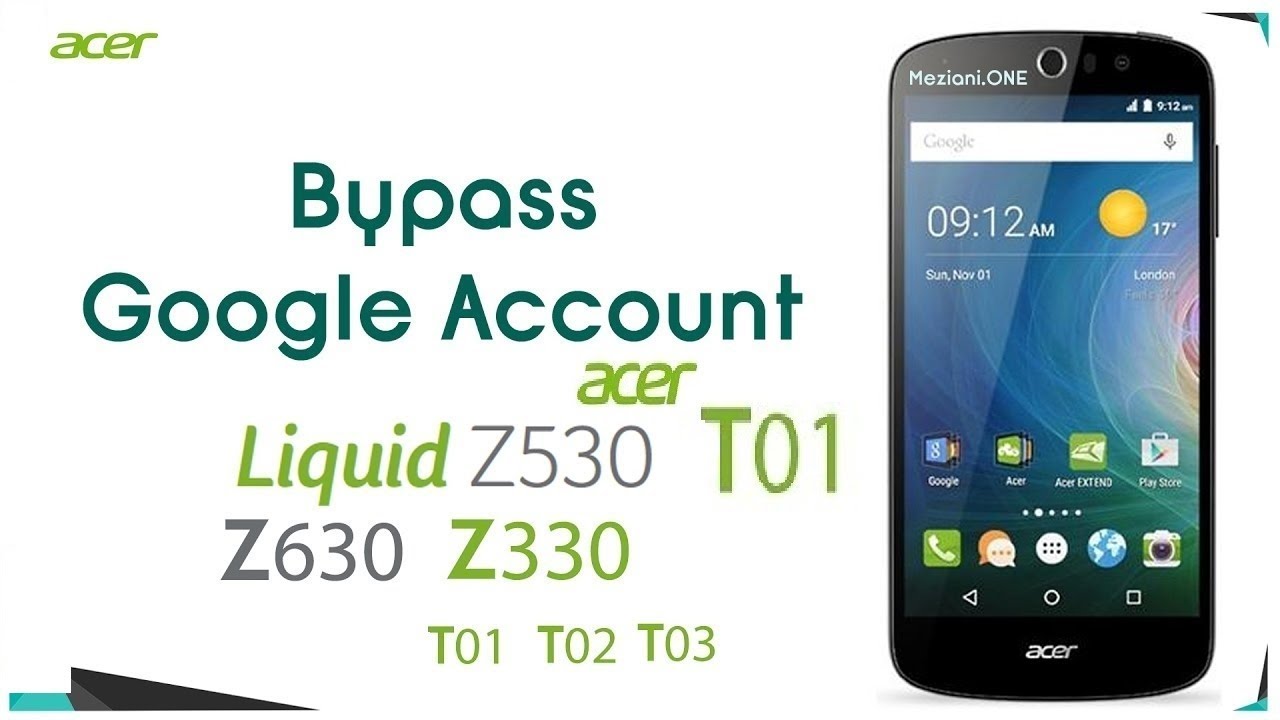 acer
Bypass
Google Account
acer
Liquid Z530 T01
Z630 Z330
T01 T02 T03
Meziani.ONE
9:12 am
Google
09:12 AM
17°
Sun, Nov 01
London
Google Acer Acer EXTEND Play Store
acer